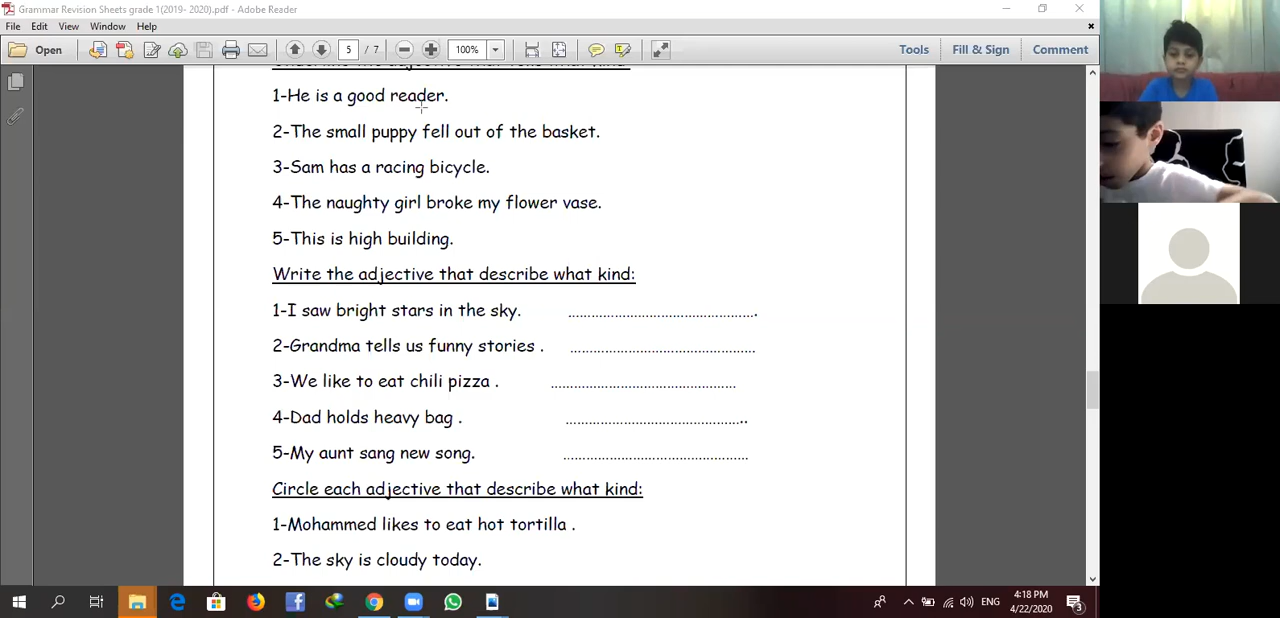 Grammar Revision Sheets grade 1(2019- 2020).pdf - Adobe Reader
File Edit View Window Help
Open 5 / 7 100% Tools Fill & Sign Comment
1-He is a good reader.
2-The small puppy fell out of the basket.
3-Sam has a racing bicycle.
4-The naughty girl broke my flower vase.
5-This is high building.
Write the adjective that describe what kind:
1-I saw bright stars in the sky. ............................................
2-Grandma tells us funny stories . ............................................
3-We like to eat chili pizza . ............................................
4-Dad holds heavy bag . ............................................
5-My aunt sang new song. ............................................
Circle each adjective that describe what kind:
1-Mohammed likes to eat hot tortilla .
2-The sky is cloudy today.
ENG
4:18 PM
4/22/2020
3